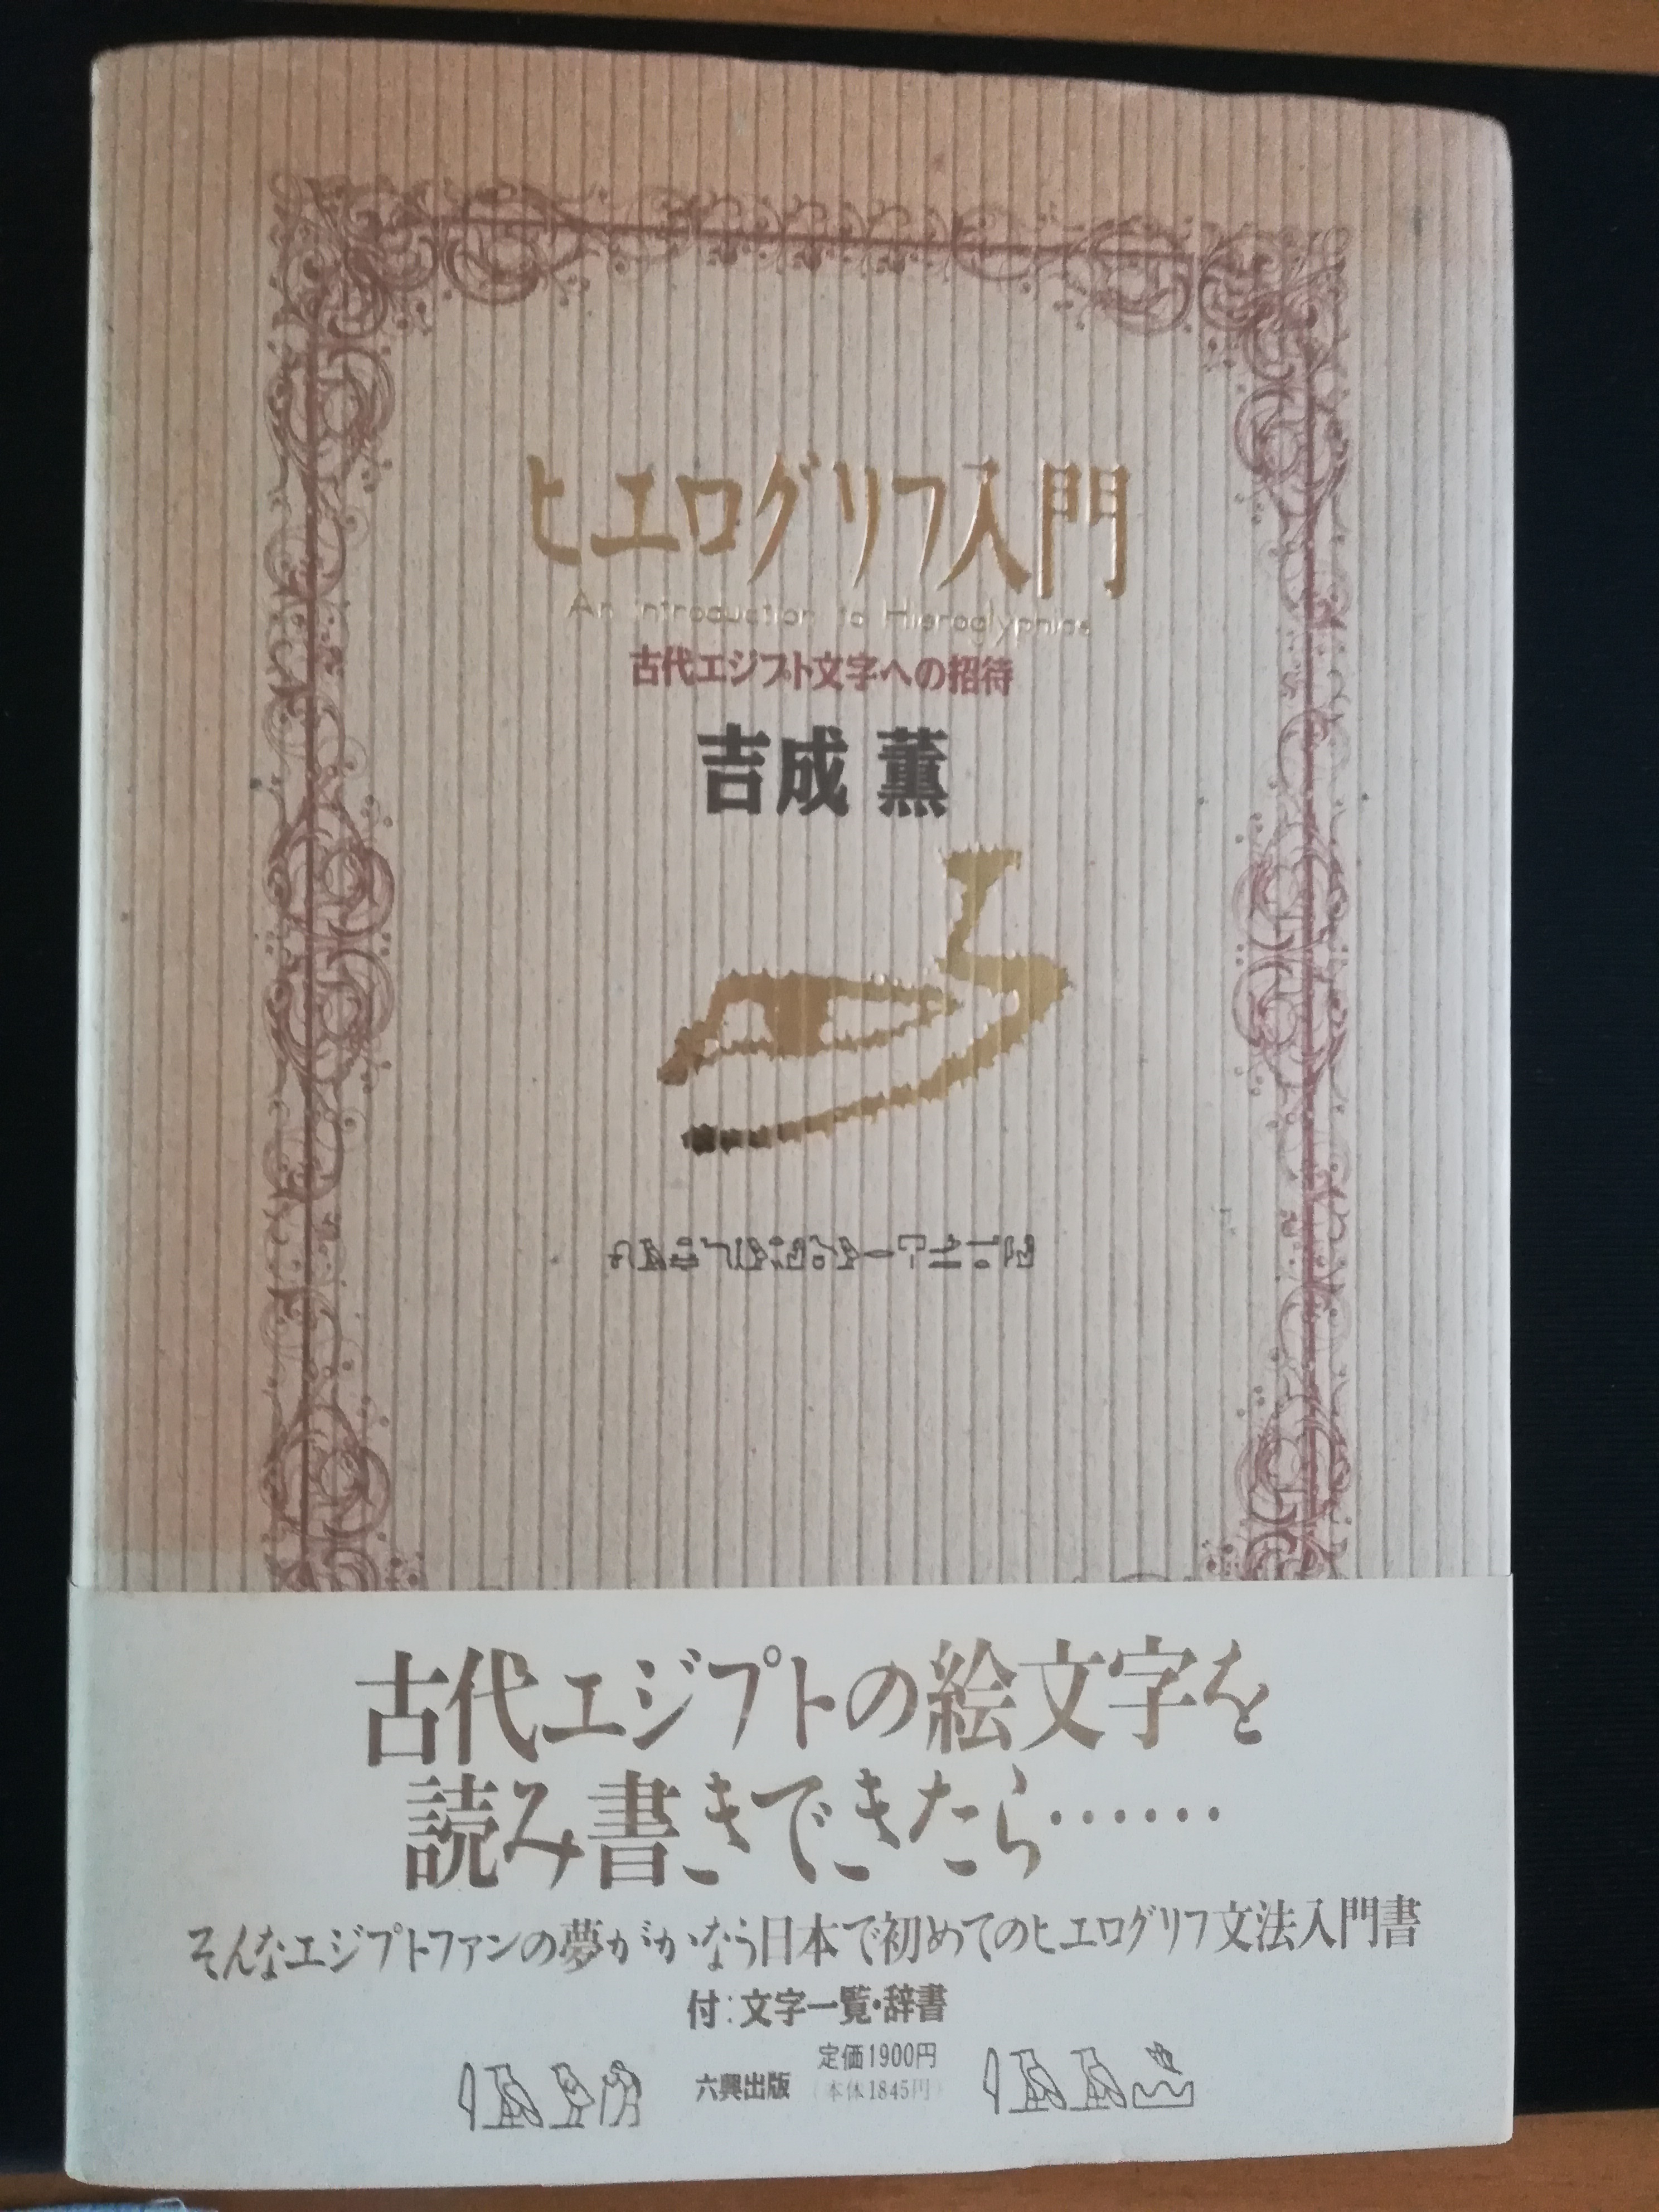 ヒエログリフ入門
An introduction to Hieroglyphics
古代エジプト文字への招待
吉成 薫
古代エジプトの絵文字を
読み書きできたら……
そんなエジプトファンの夢がかなう日本で初めてのヒエログリフ文法入門書
付:文字一覧・辞書
六興出版
定価1900円
(本体1845円)